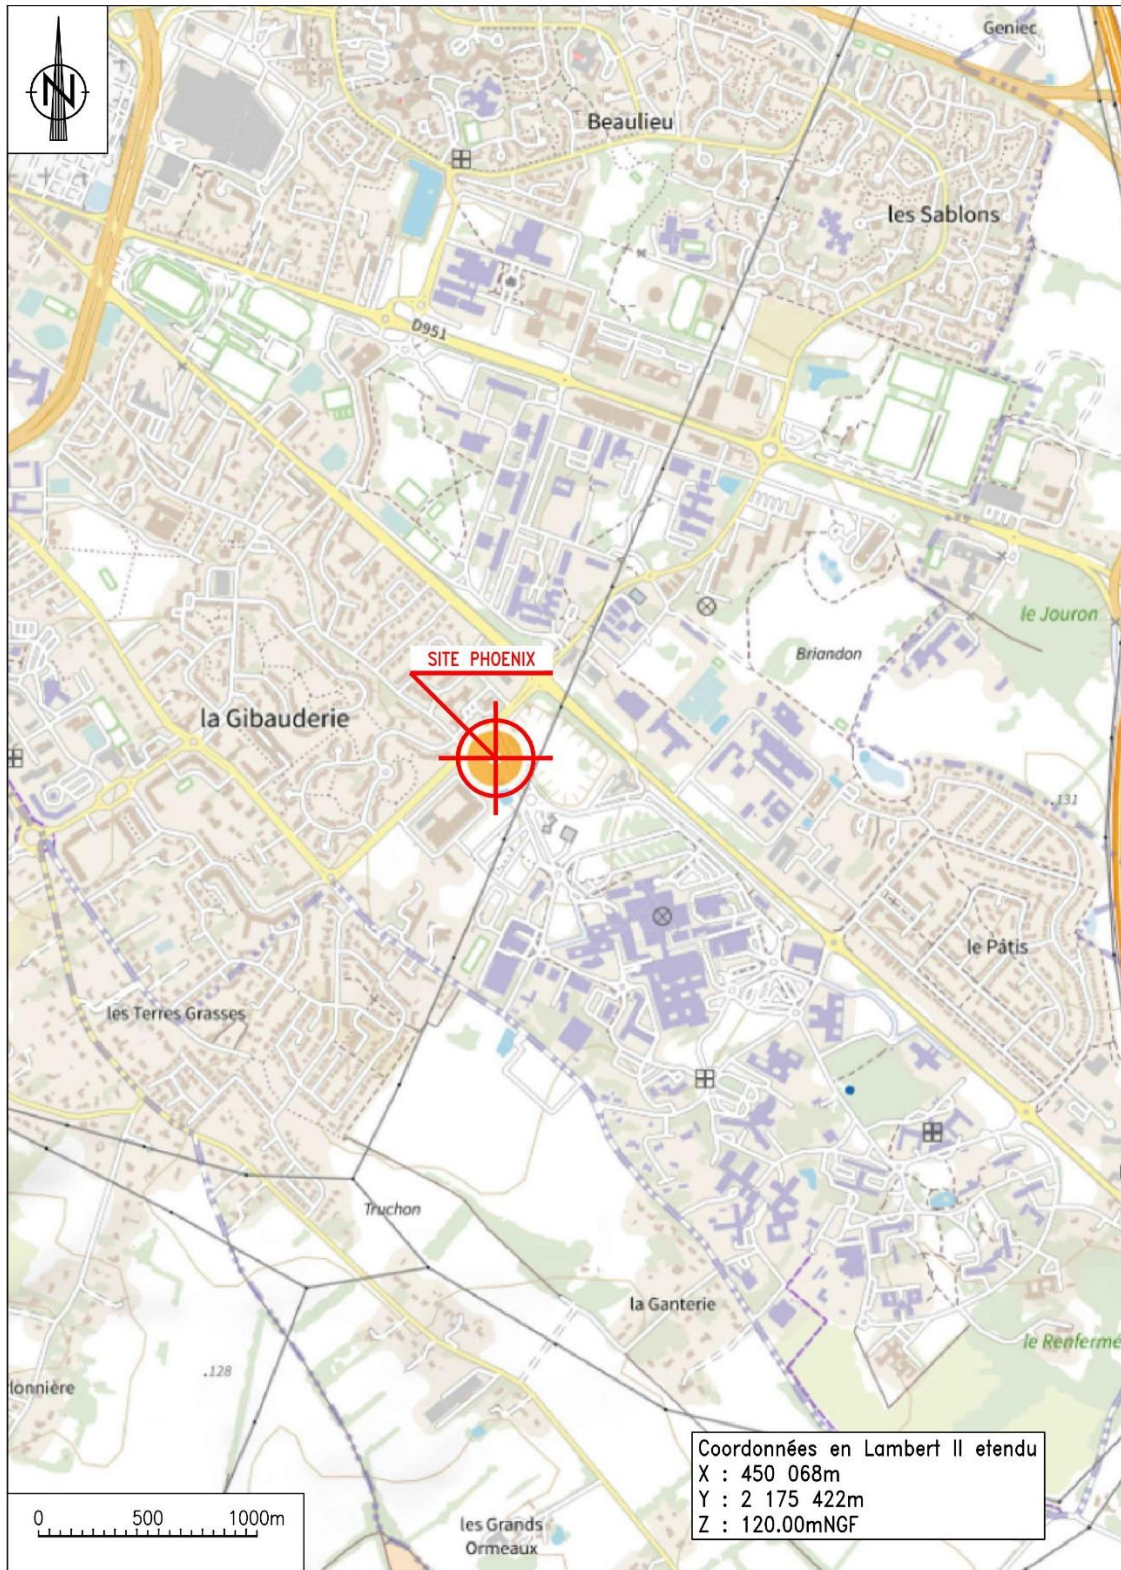 N
Geniec
Beaulieu
les Sablons
D951
le Jouron
Briandon
SITE PHOENIX
la Gibauderie
.131
le Pâtis
les Terres Grasses
Truchon
la Ganterie
le Renfermé
.128
lonnière
Coordonnées en Lambert II etendu
X : 450 068m
Y : 2 175 422m
Z : 120.00mNGF
0 500 1000m
les Grands
Ormeaux